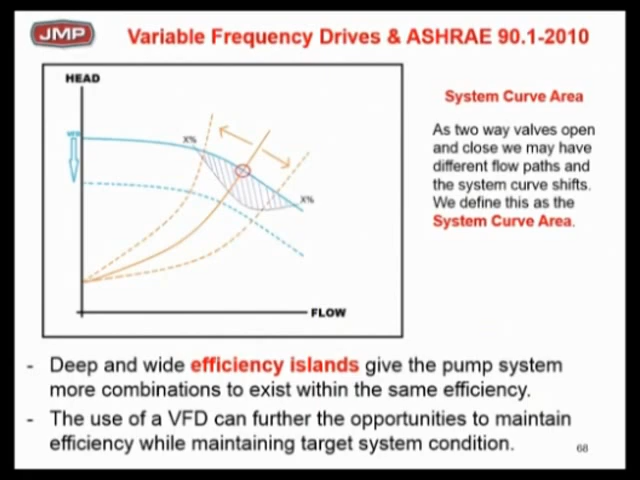 JMP
Variable Frequency Drives & ASHRAE 90.1-2010
HEAD
System Curve Area
As two way valves open
and close we may have
different flow paths and
the system curve shifts.
We define this as the
System Curve Area.
X%
X%
FLOW
- Deep and wide efficiency islands give the pump system
more combinations to exist within the same efficiency.
- The use of a VFD can further the opportunities to maintain
efficiency while maintaining target system condition.
68